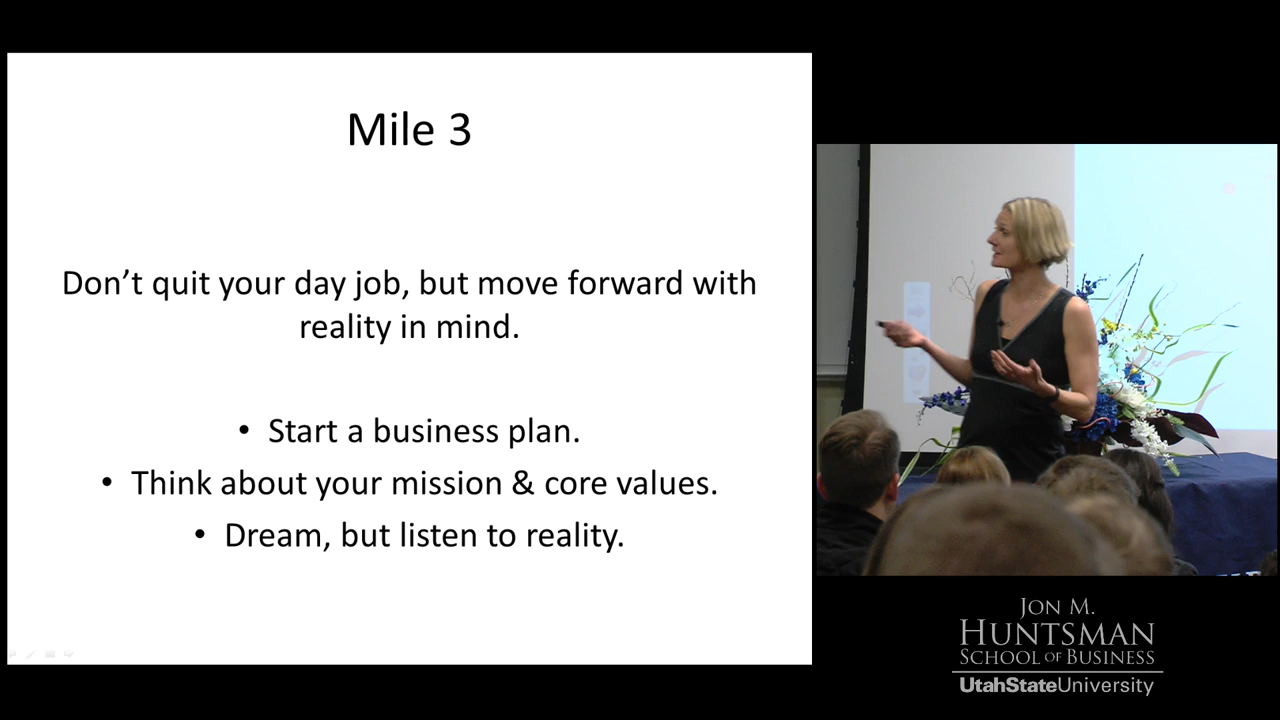 Mile 3
Don’t quit your day job, but move forward with
reality in mind.
• Start a business plan.
• Think about your mission & core values.
• Dream, but listen to reality.
JON M.
HUNTSMAN
SCHOOL OF BUSINESS
UtahStateUniversity